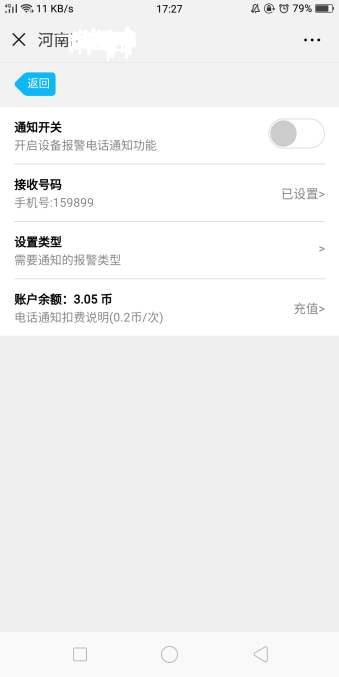 4G 11 KB/s 17:27 79%
河南
返回
通知开关
开启设备报警电话通知功能
接收号码
手机号:159899 已设置>
设置类型
需要通知的报警类型 >
账户余额：3.05 币
电话通知扣费说明(0.2币/次) 充值>